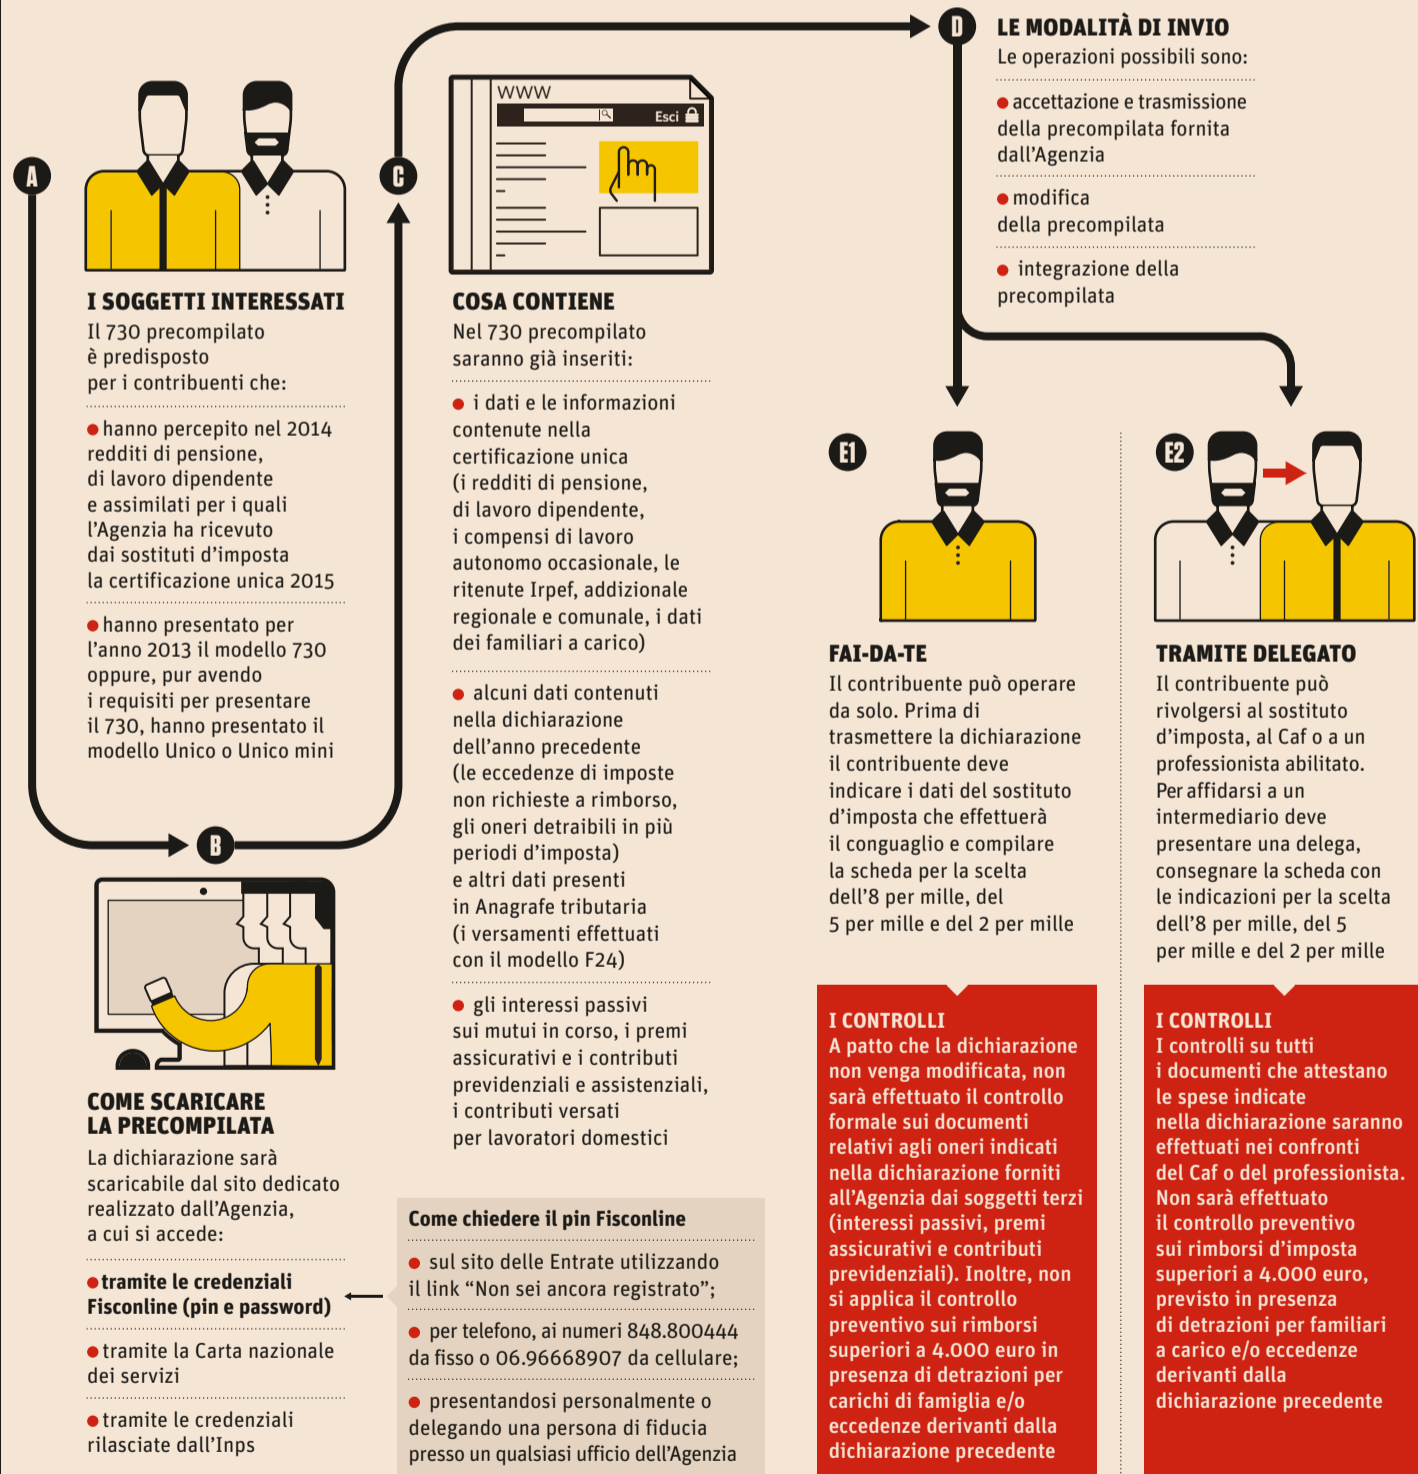 A
I SOGGETTI INTERESSATI
Il 730 precompilato
è predisposto
per i contribuenti che:
● hanno percepito nel 2014
redditi di pensione,
di lavoro dipendente
e assimilati per i quali
l'Agenzia ha ricevuto
dai sostituti d'imposta
la certificazione unica 2015
● hanno presentato per
l'anno 2013 il modello 730
oppure, pur avendo
i requisiti per presentare
il 730, hanno presentato il
modello Unico o Unico mini
B
COME SCARICARE
LA PRECOMPILATA
La dichiarazione sarà
scaricabile dal sito dedicato
realizzato dall'Agenzia,
a cui si accede:
● tramite le credenziali
Fisconline (pin e password)
● tramite la Carta nazionale
dei servizi
● tramite le credenziali
rilasciate dall'Inps
Come chiedere il pin Fisconline
● sul sito delle Entrate utilizzando
il link “Non sei ancora registrato”;
● per telefono, ai numeri 848.800444
da fisso o 06.96668907 da cellulare;
● presentandosi personalmente o
delegando una persona di fiducia
presso un qualsiasi ufficio dell'Agenzia
C
WWW
Esci
COSA CONTIENE
Nel 730 precompilato
saranno già inseriti:
● i dati e le informazioni
contenute nella
certificazione unica
(i redditi di pensione,
di lavoro dipendente,
i compensi di lavoro
autonomo occasionale, le
ritenute Irpef, addizionale
regionale e comunale, i dati
dei familiari a carico)
● alcuni dati contenuti
nella dichiarazione
dell'anno precedente
(le eccedenze di imposte
non richieste a rimborso,
gli oneri detraibili in più
periodi d'imposta)
e altri dati presenti
in Anagrafe tributaria
(i versamenti effettuati
con il modello F24)
● gli interessi passivi
sui mutui in corso, i premi
assicurativi e i contributi
previdenziali e assistenziali,
i contributi versati
per lavoratori domestici
D
LE MODALITÀ DI INVIO
Le operazioni possibili sono:
● accettazione e trasmissione
della precompilata fornita
dall'Agenzia
● modifica
della precompilata
● integrazione della
precompilata
E1
FAI-DA-TE
Il contribuente può operare
da solo. Prima di
trasmettere la dichiarazione
il contribuente deve
indicare i dati del sostituto
d'imposta che effettuerà
il conguaglio e compilare
la scheda per la scelta
dell'8 per mille, del
5 per mille e del 2 per mille
I CONTROLLI
A patto che la dichiarazione
non venga modificata, non
sarà effettuato il controllo
formale sui documenti
relativi agli oneri indicati
nella dichiarazione forniti
all'Agenzia dai soggetti terzi
(interessi passivi, premi
assicurativi e contributi
previdenziali). Inoltre, non
si applica il controllo
preventivo sui rimborsi
superiori a 4.000 euro in
presenza di detrazioni per
carichi di famiglia e/o
eccedenze derivanti dalla
dichiarazione precedente
E2
TRAMITE DELEGATO
Il contribuente può
rivolgersi al sostituto
d'imposta, al Caf o a un
professionista abilitato.
Per affidarsi a un
intermediario deve
presentare una delega,
consegnare la scheda con
le indicazioni per la scelta
dell'8 per mille, del 5
per mille e del 2 per mille
I CONTROLLI
I controlli su tutti
i documenti che attestano
le spese indicate
nella dichiarazione saranno
effettuati nei confronti
del Caf o del professionista.
Non sarà effettuato
il controllo preventivo
sui rimborsi d'imposta
superiori a 4.000 euro,
previsto in presenza
di detrazioni per familiari
a carico e/o eccedenze
derivanti dalla
dichiarazione precedente